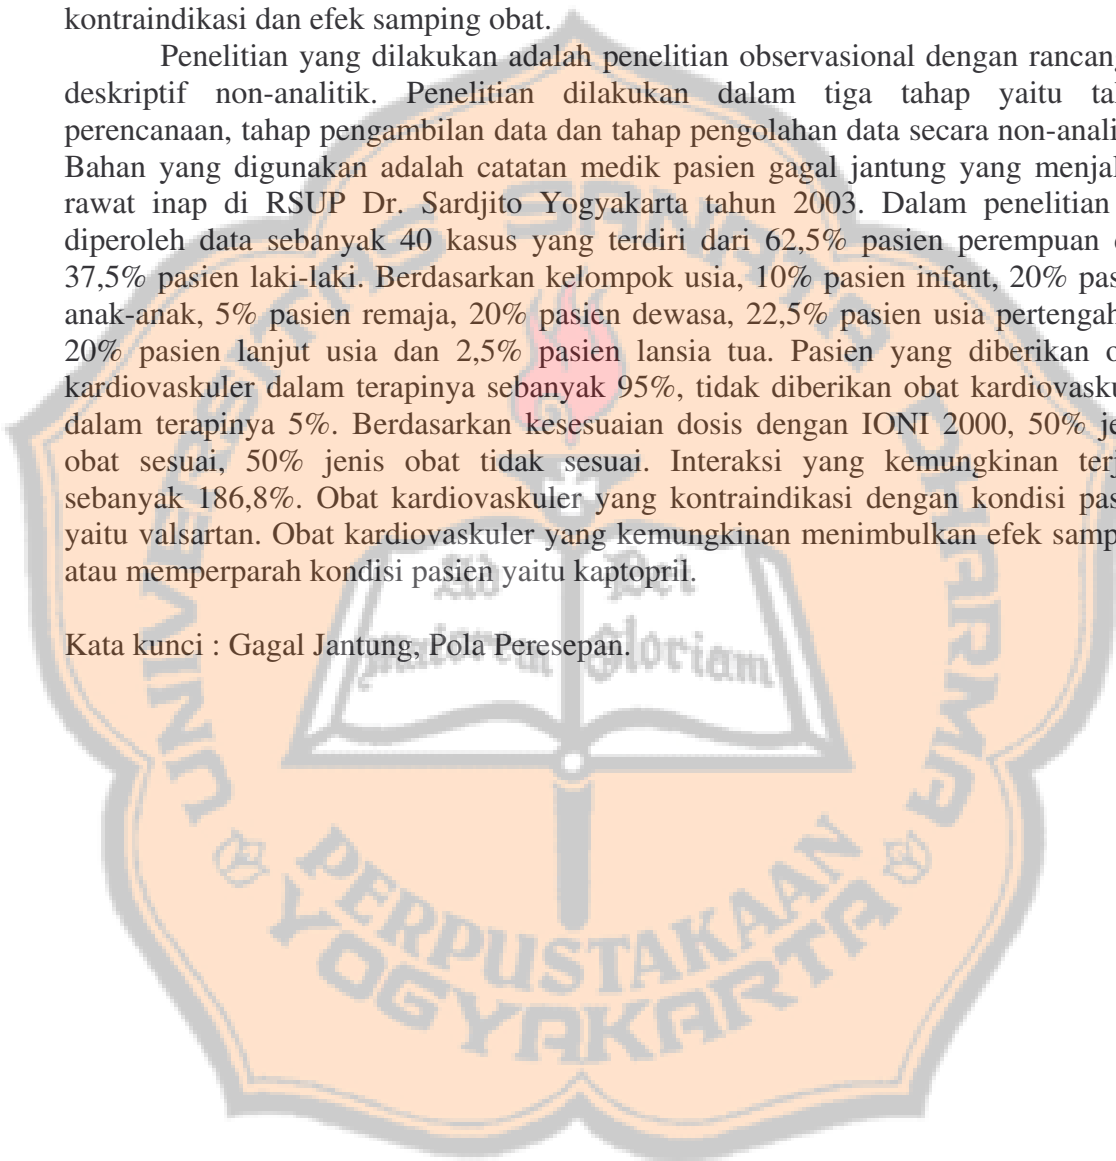 kontraindikasi dan efek samping obat.
Penelitian yang dilakukan adalah penelitian observasional dengan rancang
deskriptif non-analitik. Penelitian dilakukan dalam tiga tahap yaitu ta
perencanaan, tahap pengambilan data dan tahap pengolahan data secara non-anali
Bahan yang digunakan adalah catatan medik pasien gagal jantung yang menjal
rawat inap di RSUP Dr. Sardjito Yogyakarta tahun 2003. Dalam penelitian
diperoleh data sebanyak 40 kasus yang terdiri dari 62,5% pasien perempuan
37,5% pasien laki-laki. Berdasarkan kelompok usia, 10% pasien infant, 20% pas
anak-anak, 5% pasien remaja, 20% pasien dewasa, 22,5% pasien usia pertengah
20% pasien lanjut usia dan 2,5% pasien lansia tua. Pasien yang diberikan o
kardiovaskuler dalam terapinya sebanyak 95%, tidak diberikan obat kardiovasku
dalam terapinya 5%. Berdasarkan kesesuaian dosis dengan IONI 2000, 50% je
obat sesuai, 50% jenis obat tidak sesuai. Interaksi yang kemungkinan terj
sebanyak 186,8%. Obat kardiovaskuler yang kontraindikasi dengan kondisi pas
yaitu valsartan. Obat kardiovaskuler yang kemungkinan menimbulkan efek samp
atau memperparah kondisi pasien yaitu kaptopril.
Kata kunci : Gagal Jantung, Pola Peresepan.
UNIVERSITAS SANATA DHARMA
Ad Dei
maiorem Gloriam
PERPUSTAKAAN
YOGYAKARTA